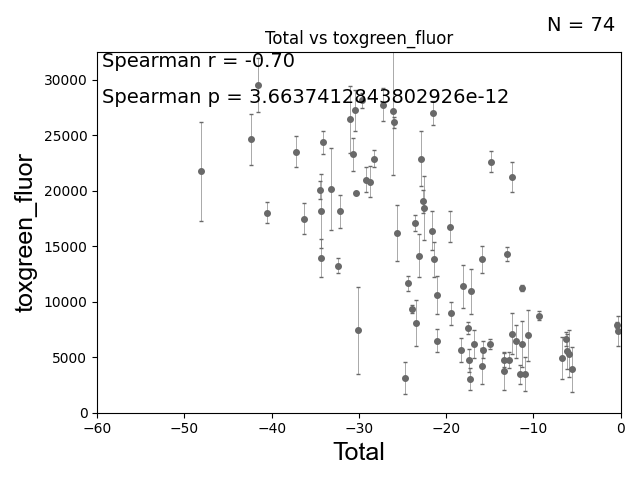 N = 74
Total vs toxgreen_fluor
Spearman r = -0.70
Spearman p = 3.6637412843802926e-12
30000
25000
20000
15000
10000
5000
0
toxgreen_fluor
−60 −50 −40 −30 −20 −10 0
Total